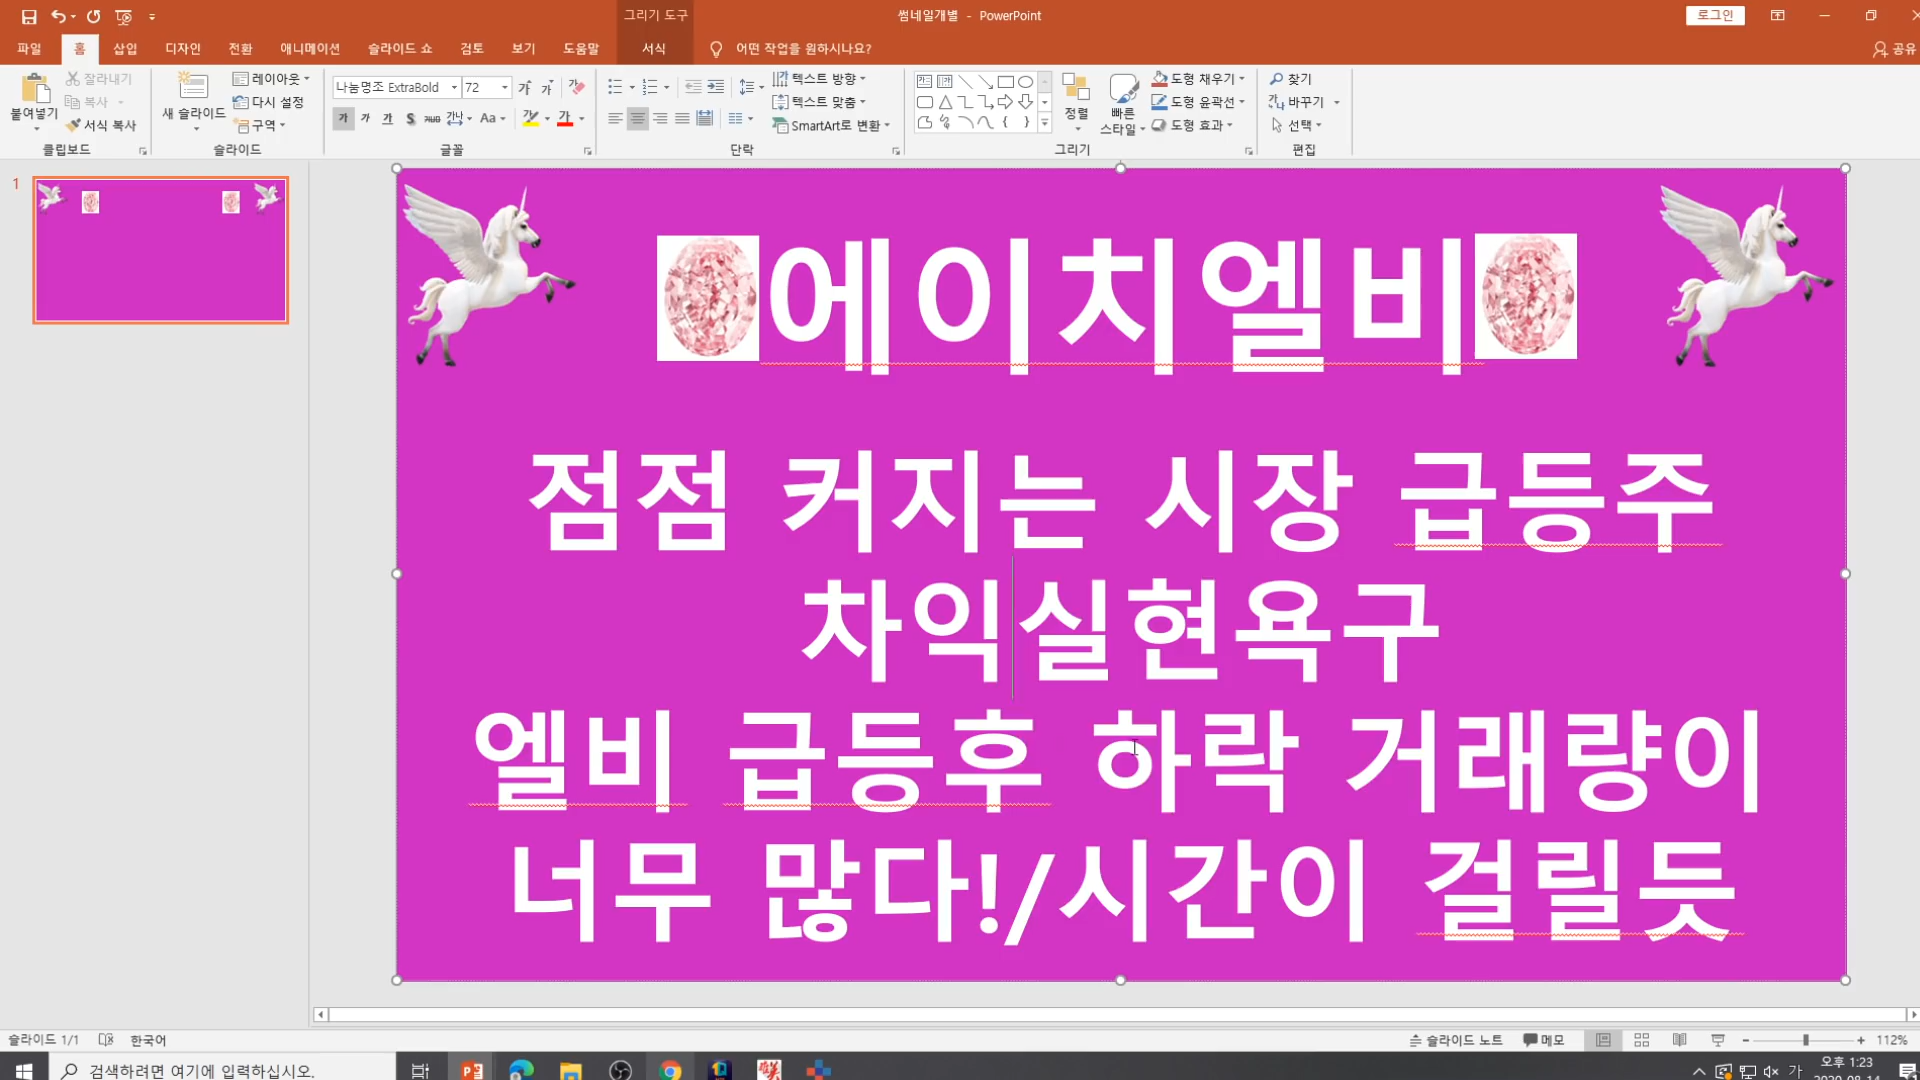 그리기 도구
썸네일개별 - PowerPoint
로그인
파일 홈 삽입 디자인 전환 애니메이션 슬라이드 쇼 검토 보기 도움말 서식 어떤 작업을 원하시나요? 공유
붙여넣기
잘라내기
복사
서식 복사
클립보드
새 슬라이드
레이아웃
다시 설정
구역
슬라이드
나눔명조 ExtraBold 72
글꼴
텍스트 방향
텍스트 맞춤
SmartArt로 변환
단락
정렬
빠른 스타일
도형 채우기
도형 윤곽선
도형 효과
그리기
찾기
바꾸기
선택
편집
1
에이치엘비
점점 커지는 시장 급등주
차익실현욕구
엘비 급등후 하락 거래량이
너무 많다!/시간이 걸릴듯
슬라이드 1/1 한국어
슬라이드 노트 메모 112%
검색하려면 여기에 입력하십시오.
가 오후 1:23
2020-08-14